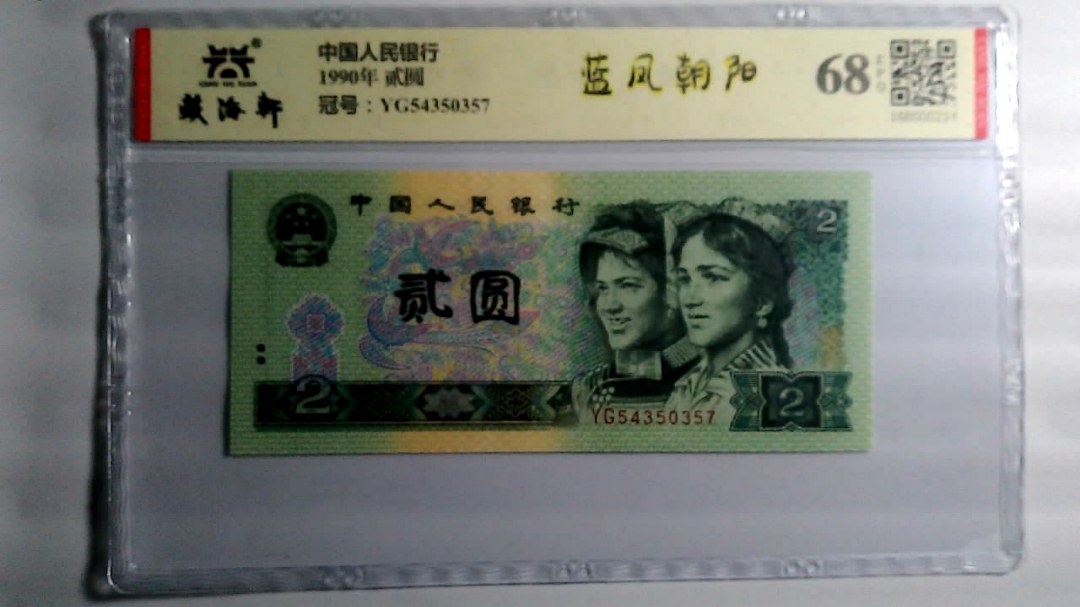 中国人民银行
1990年 贰圆
冠号：YG54350357
藏海轩
蓝凤朝阳
68
中国人民银行
2
贰圆
2
YG54350357
2